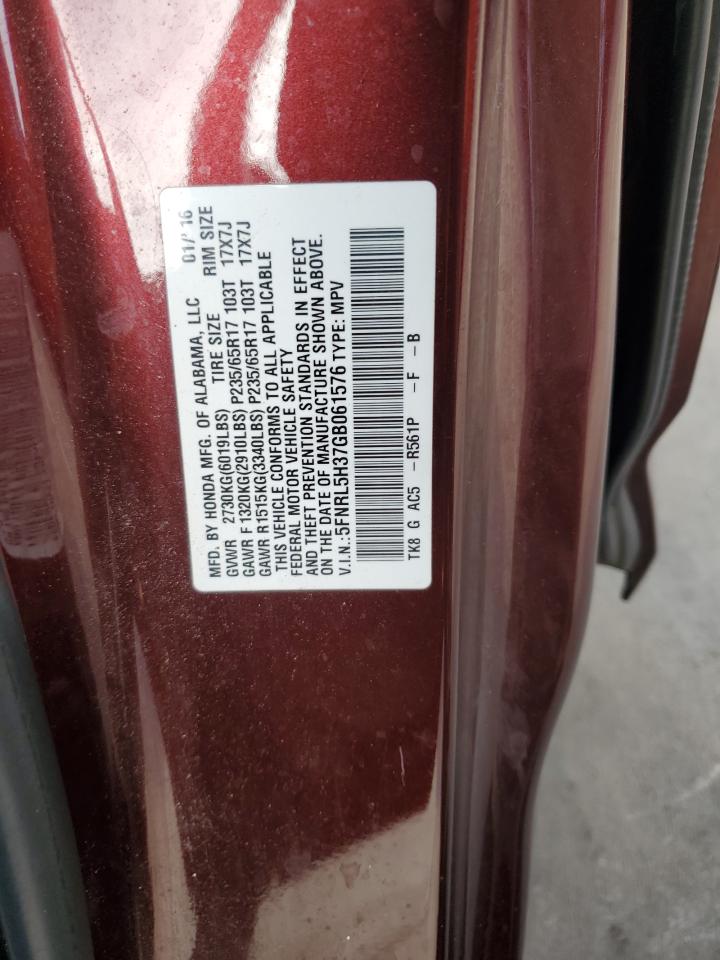 MFD. BY HONDA MFG. OF ALABAMA, LLC 01/16
GVWR 2730KG(6019LBS) TIRE SIZE RIM SIZE
GAWR F 1320KG(2910LBS) P235/65R17 103T 17X7J
GAWR R 1515KG(3340LBS) P235/65R17 103T 17X7J
THIS VEHICLE CONFORMS TO ALL APPLICABLE
FEDERAL MOTOR VEHICLE SAFETY
AND THEFT PREVENTION STANDARDS IN EFFECT
ON THE DATE OF MANUFACTURE SHOWN ABOVE.
V.I.N.: 5FNRL5H37GB061576 TYPE: MPV
TK8 G AC5 -R561P -F -B